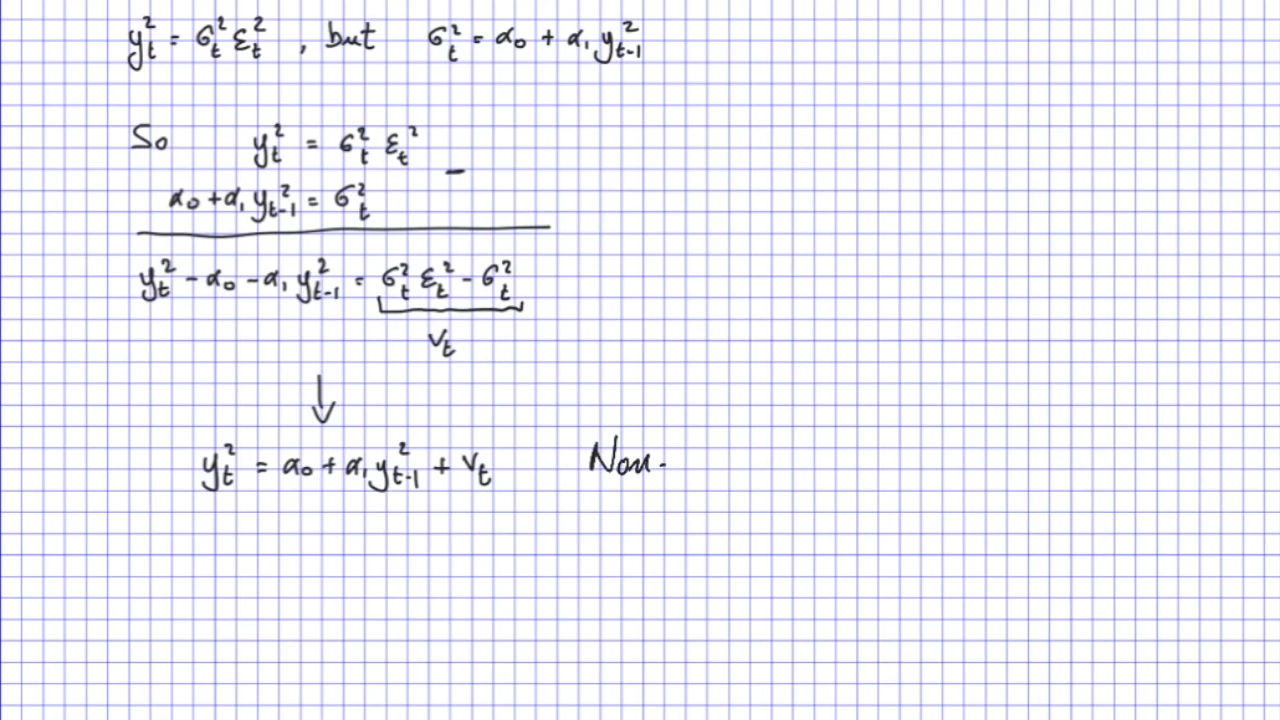 y_t^2 = σ_t^2 ε_t^2 , but σ_t^2 = α_0 + α_1 y_{t-1}^2
So y_t^2 = σ_t^2 ε_t^2
α_0 + α_1 y_{t-1}^2 = σ_t^2 −
y_t^2 - α_0 - α_1 y_{t-1}^2 = σ_t^2 ε_t^2 - σ_t^2
v_t
↓
y_t^2 = α_0 + α_1 y_{t-1}^2 + v_t Non-